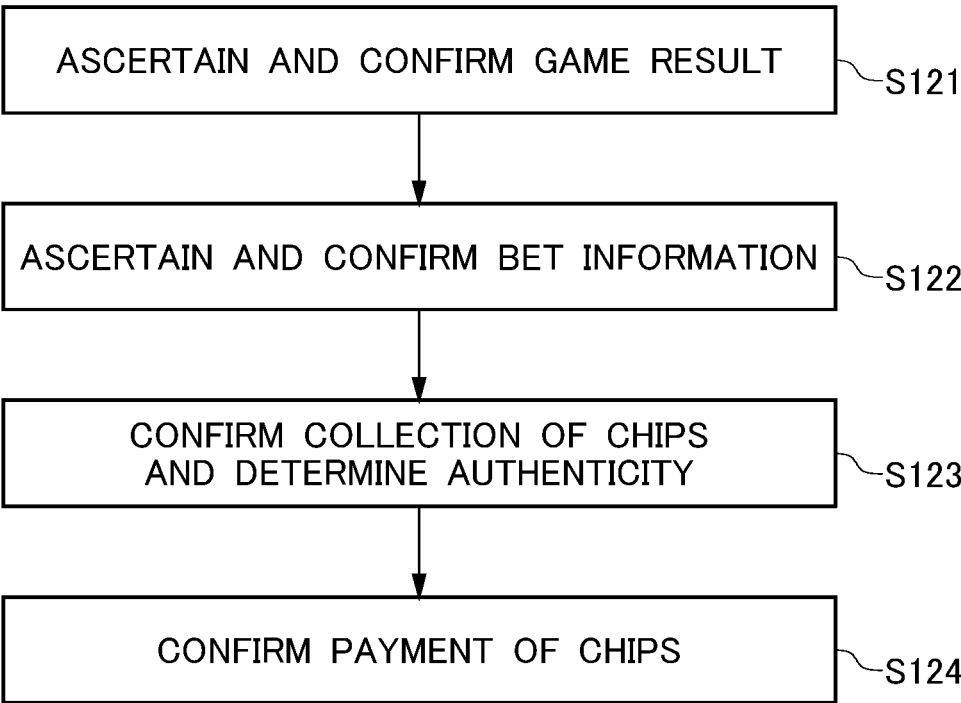 ASCERTAIN AND CONFIRM GAME RESULT
S121
ASCERTAIN AND CONFIRM BET INFORMATION
S122
CONFIRM COLLECTION OF CHIPS
AND DETERMINE AUTHENTICITY
S123
CONFIRM PAYMENT OF CHIPS
S124